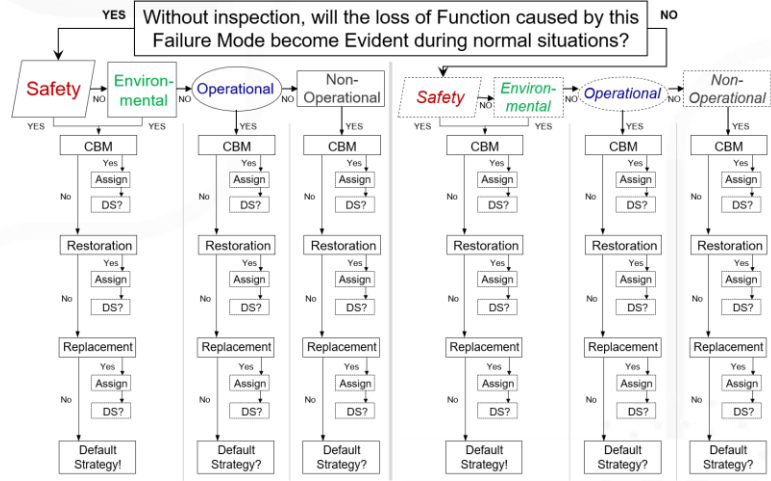 YES
Without inspection, will the loss of Function caused by this
Failure Mode become Evident during normal situations?
NO
Safety
NO
Environ-
mental
NO
Operational
NO
Non-
Operational
Safety
NO
Environ-
mental
NO
Operational
NO
Non-
Operational
YES YES YES YES YES YES YES YES
CBM CBM CBM CBM CBM CBM
Yes Yes Yes Yes Yes Yes
Assign Assign Assign Assign Assign Assign
No No No No No No
DS? DS? DS? DS? DS? DS?
Restoration Restoration Restoration Restoration Restoration Restoration
Yes Yes Yes Yes Yes Yes
Assign Assign Assign Assign Assign Assign
No No No No No No
DS? DS? DS? DS? DS? DS?
Replacement Replacement Replacement Replacement Replacement Replacement
Yes Yes Yes Yes Yes Yes
Assign Assign Assign Assign Assign Assign
No No No No No No
DS? DS? DS? DS? DS? DS?
Default Default Default Default Default Default
Strategy! Strategy? Strategy? Strategy! Strategy? Strategy?